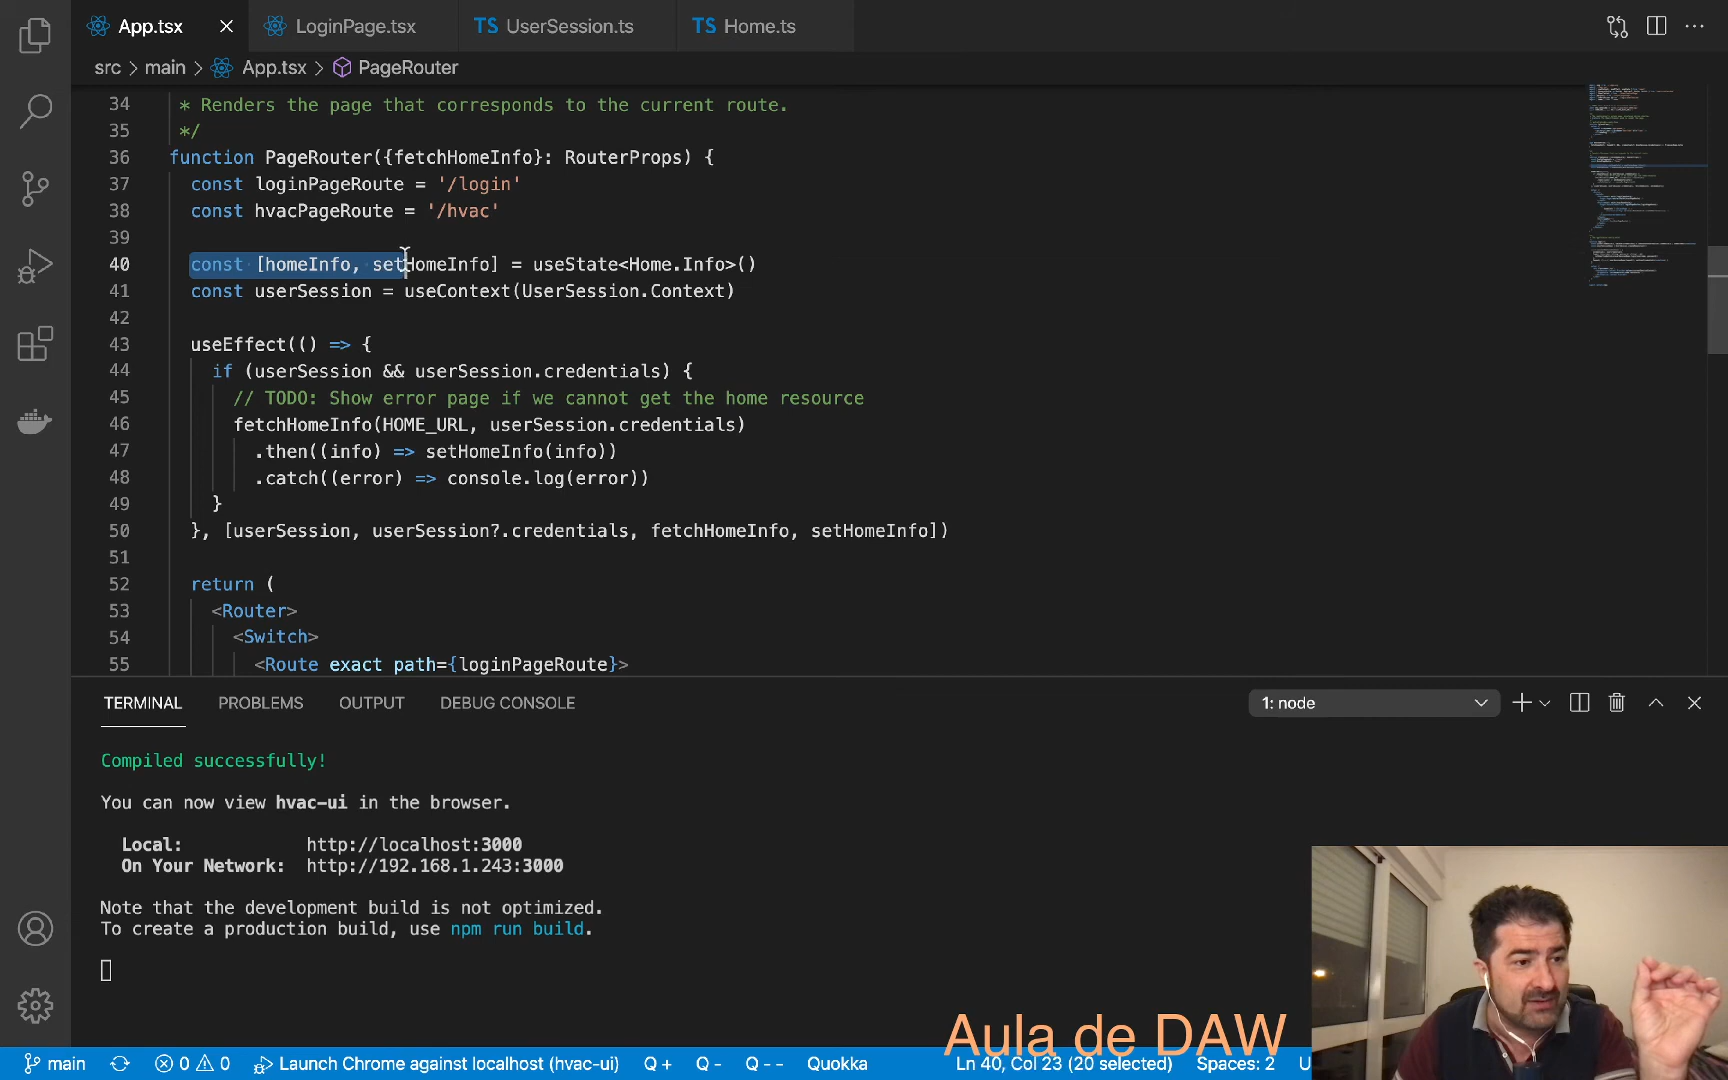 App.tsx
LoginPage.tsx
TS UserSession.ts
TS Home.ts
src > main > App.tsx > PageRouter
34 * Renders the page that corresponds to the current route.
35 */
36 function PageRouter({fetchHomeInfo}: RouterProps) {
37 const loginPageRoute = '/login'
38 const hvacPageRoute = '/hvac'
39
40 const [homeInfo, setHomeInfo] = useState<Home.Info>()
41 const userSession = useContext(UserSession.Context)
42
43 useEffect(() => {
44 if (userSession && userSession.credentials) {
45 // TODO: Show error page if we cannot get the home resource
46 fetchHomeInfo(HOME_URL, userSession.credentials)
47 .then((info) => setHomeInfo(info))
48 .catch((error) => console.log(error))
49 }
50 }, [userSession, userSession?.credentials, fetchHomeInfo, setHomeInfo])
51
52 return (
53 <Router>
54 <Switch>
55 <Route exact path={loginPageRoute}>
TERMINAL PROBLEMS OUTPUT DEBUG CONSOLE
1: node
Compiled successfully!
You can now view hvac-ui in the browser.
Local: http://localhost:3000
On Your Network: http://192.168.1.243:3000
Note that the development build is not optimized.
To create a production build, use npm run build.
Aula de DAW
main 0 0 Launch Chrome against localhost (hvac-ui) Q + Q - Q -- Quokka Ln 40, Col 23 (20 selected) Spaces: 2 U